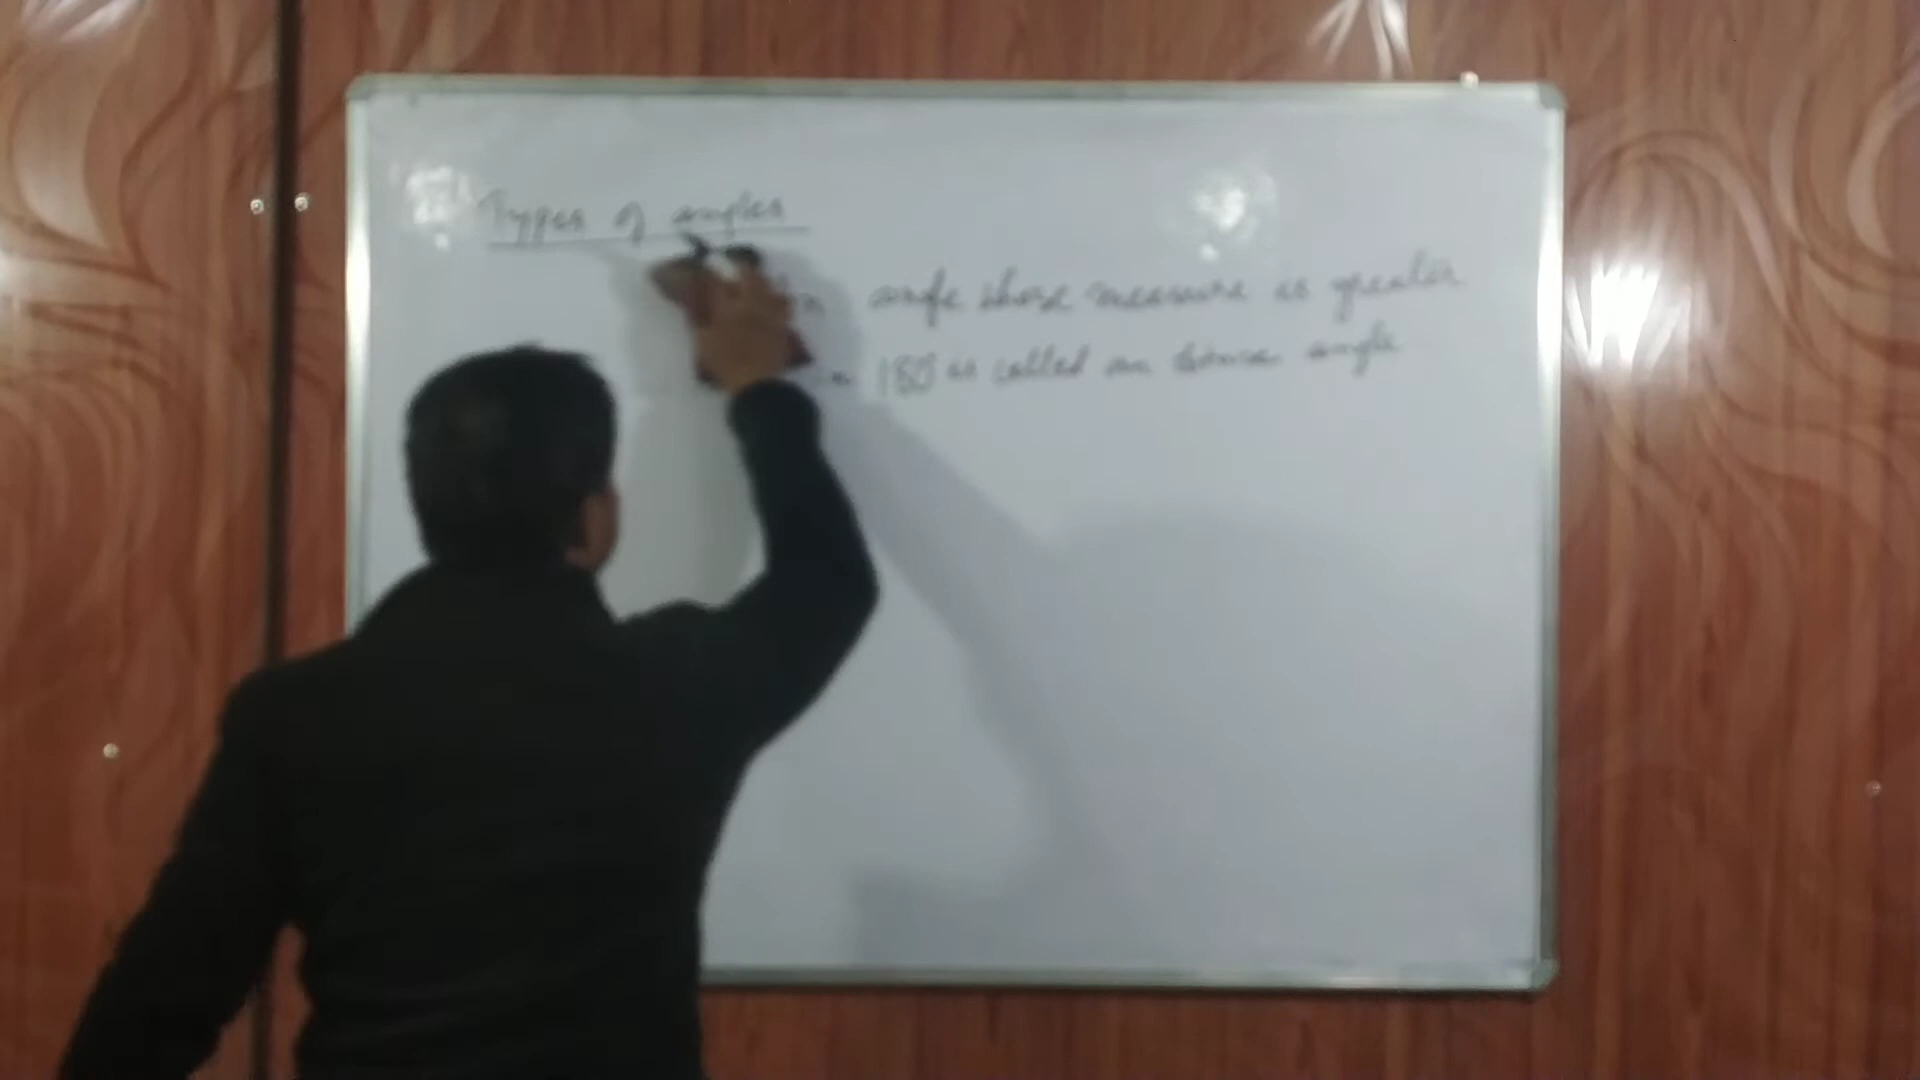 Types of angles
angle whose measure is greater
180 is called an obtuse angle